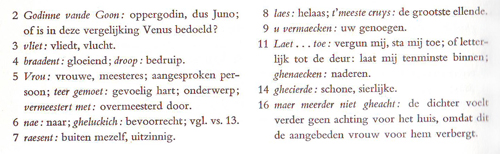 2 Godinne vande Goon: oppergodin, dus Juno;
of is in deze vergelijking Venus bedoeld?
3 vliet: vliedt, vlucht.
4 braedent: gloeiend; droop: bedruip.
5 Vrou: vrouwe, meesteres; aangesproken per-
soon; teer gemoet: gevoelig hart; onderwerp;
vermeestert met: overmeesterd door.
6 nae: naar; gheluckich: bevoorrecht; vgl. vs. 13.
7 raesent: buiten mezelf, uitzinnig.
8 laes: helaas; t'meeste cruys: de grootste ellende.
9 u vermaecken: uw genoegen.
11 Laet... toe: vergun mij, sta mij toe; of letter-
lijk tot de deur: laat mij tenminste binnen;
ghenaecken: naderen.
14 ghecierde: schone, sierlijke.
16 maer meerder niet gheacht: de dichter voelt
verder geen achting voor het huis, omdat dit
de aangebeden vrouw voor hem verbergt.